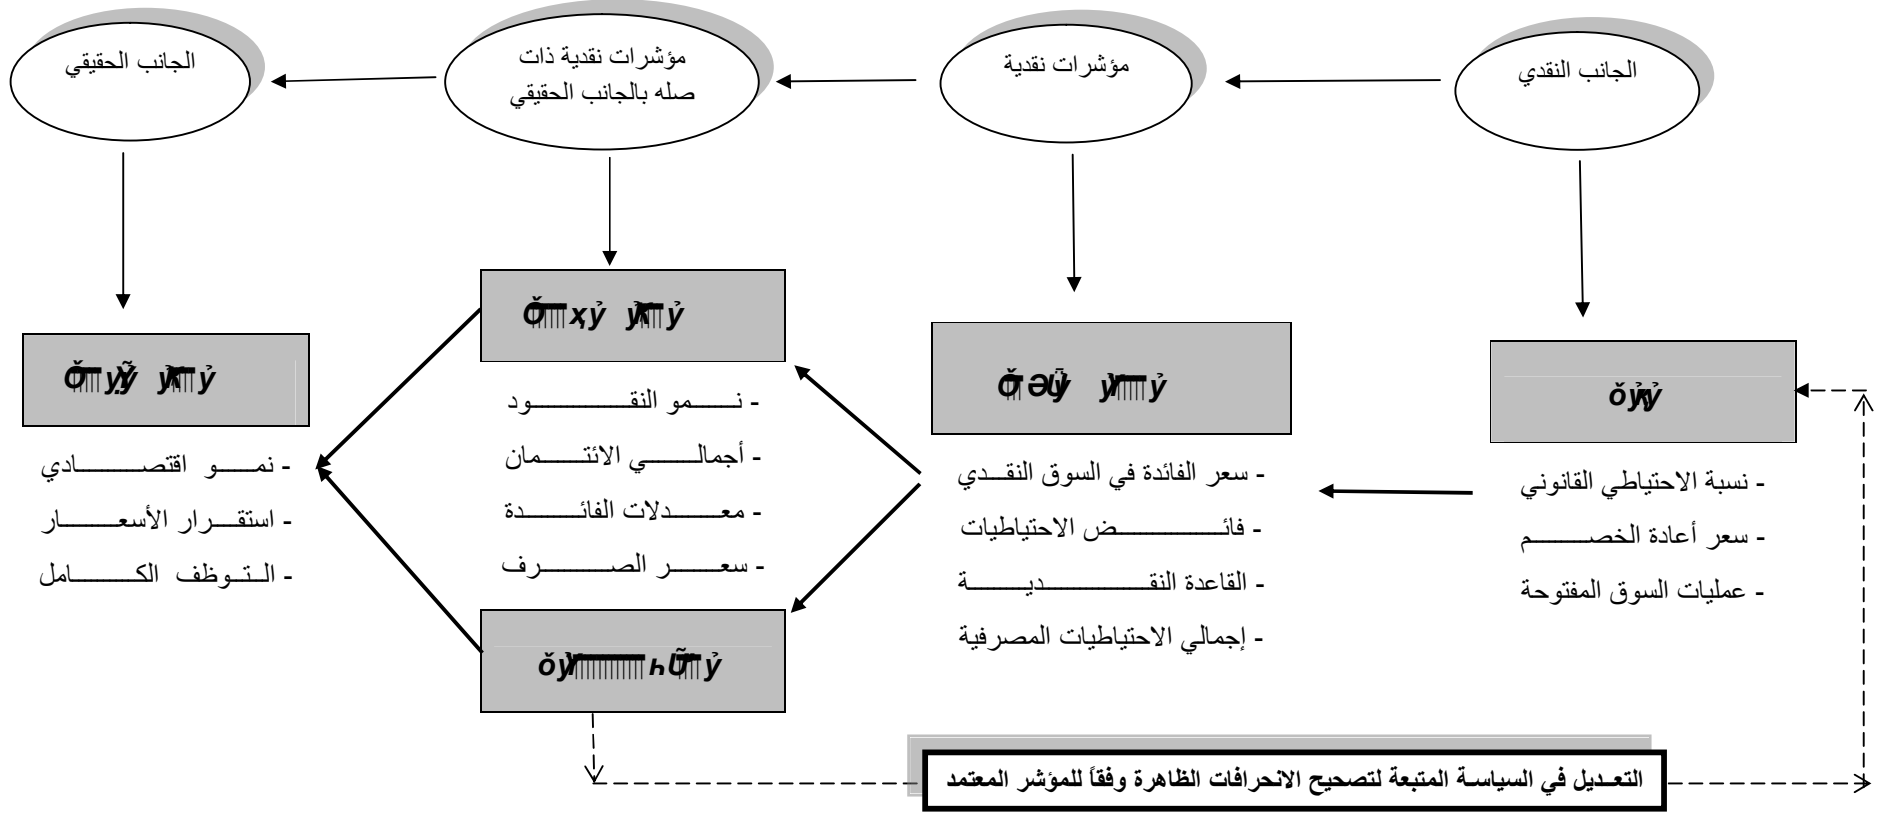 الجانب النقدي
مؤشرات نقدية
مؤشرات نقدية ذات
صله بالجانب الحقيقي
الجانب الحقيقي
- نسبة الاحتياطي القانوني
- سعر أعادة الخصم
- عمليات السوق المفتوحة
- سعر الفائدة في السوق النقدي
- فائض الاحتياطيات
- القاعدة النقدية
- إجمالي الاحتياطيات المصرفية
- نمو النقود
- أجمالي الائتمان
- معدلات الفائدة
- سعر الصرف
- نمو اقتصادي
- استقرار الأسعار
- التوظف الكامل
التعديل في السياسة المتبعة لتصحيح الانحرافات الظاهرة وفقاً للمؤشر المعتمد